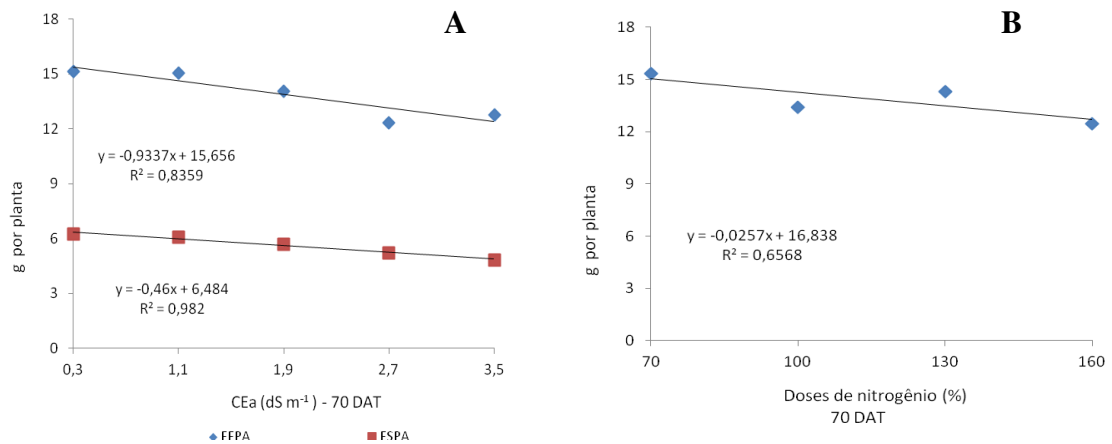 A
g por planta
18
15
12
9
6
3
0
y = -0,9337x + 15,656
R² = 0,8359
y = -0,46x + 6,484
R² = 0,982
0,3 1,1 1,9 2,7 3,5
CEa (dS m⁻¹) - 70 DAT
B
g por planta
18
15
12
9
6
3
0
y = -0,0257x + 16,838
R² = 0,6568
70 100 130 160
Doses de nitrogênio (%)
70 DAT